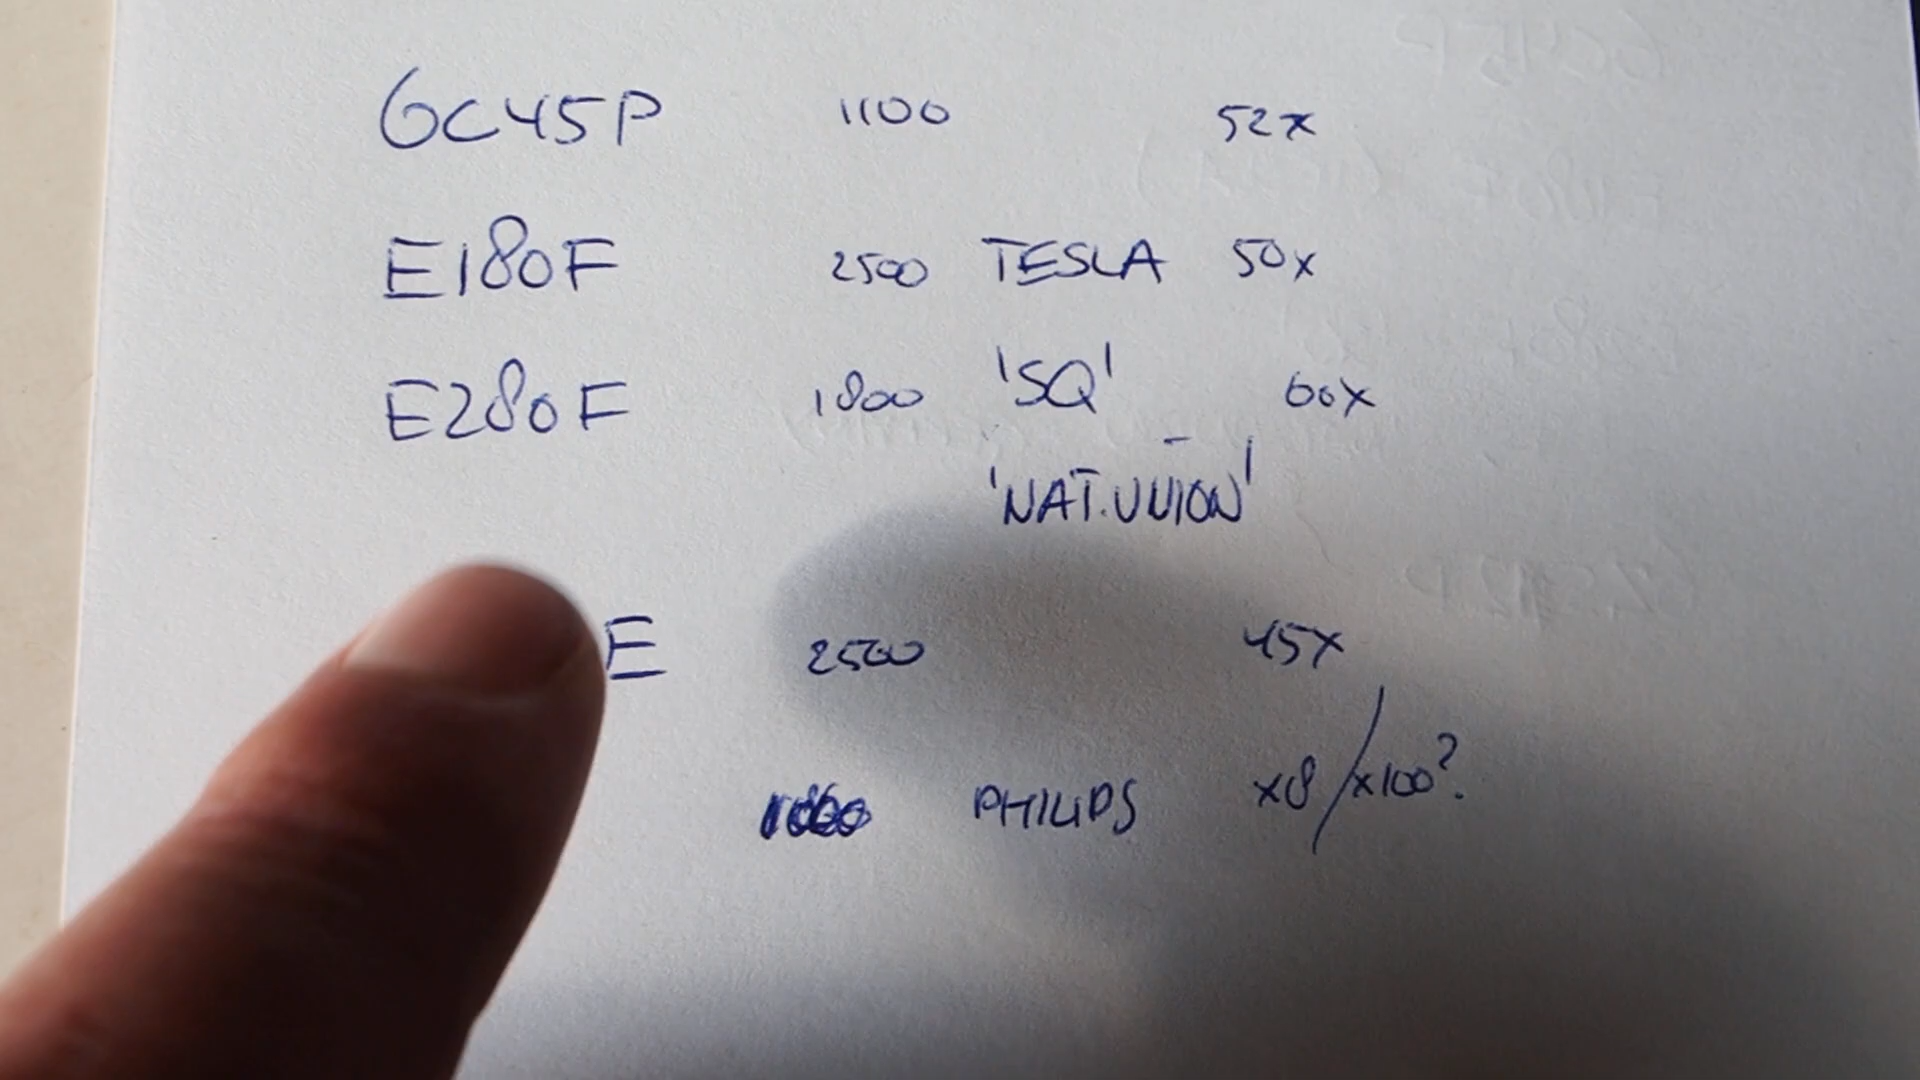 6C45P 1100 52x
E180F 2500 TESLA 50x
E280F 1800 'SQ' 60x
'NAT.UNION'
E 2500 45x
PHILIPS x8/x100?